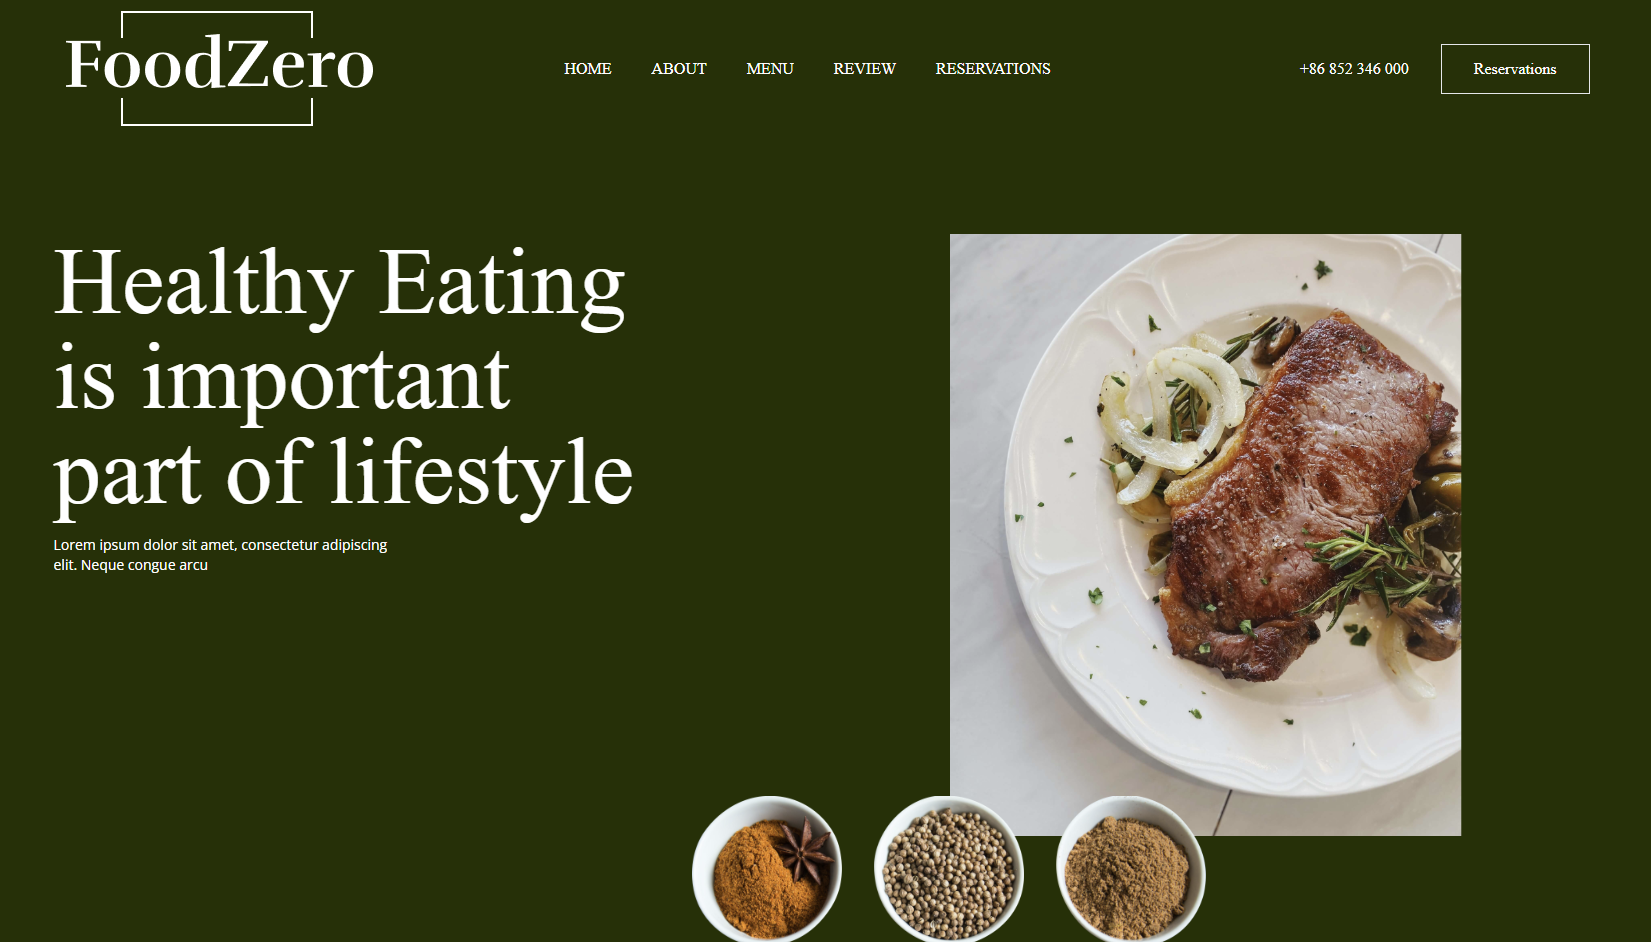 FoodZero
HOME ABOUT MENU REVIEW RESERVATIONS
+86 852 346 000
Reservations
Healthy Eating
is important
part of lifestyle
Lorem ipsum dolor sit amet, consectetur adipiscing
elit. Neque congue arcu